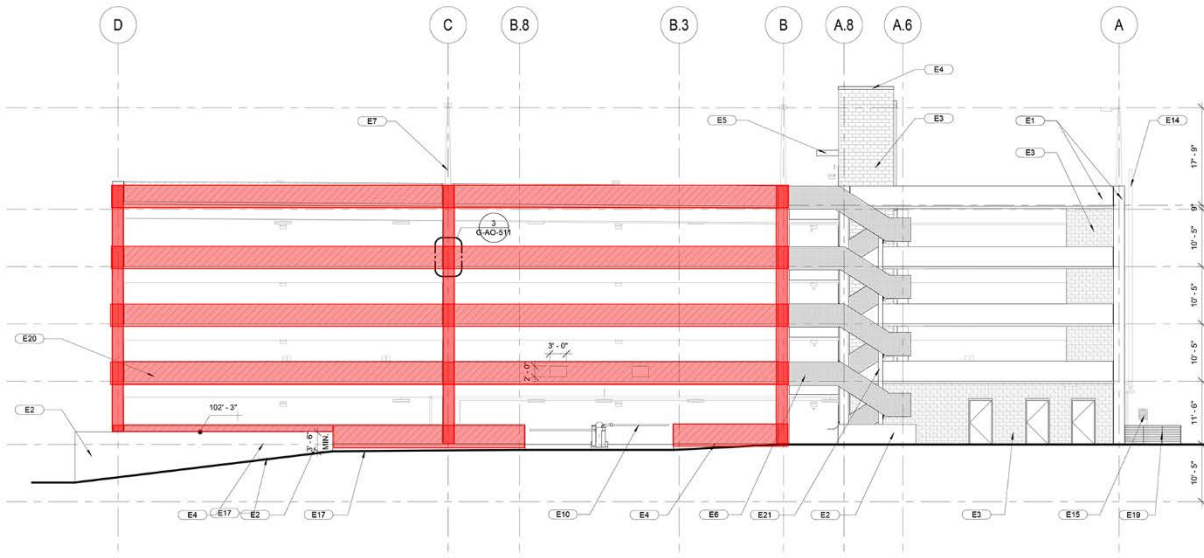 D
C
B.8
B.3
B
A.8
A.6
A
E4
E7
E5
E3
E1
E14
E3
17' - 9"
9"
3
G-AO-511
10' - 5"
10' - 5"
E20
3' - 0"
2' - 0"
10' - 5"
E2
102' - 3"
3' - 6"
MIN.
11' - 6"
10' - 5"
E4
E17
E2
E17
E10
E4
E6
E21
E2
E3
E15
E19